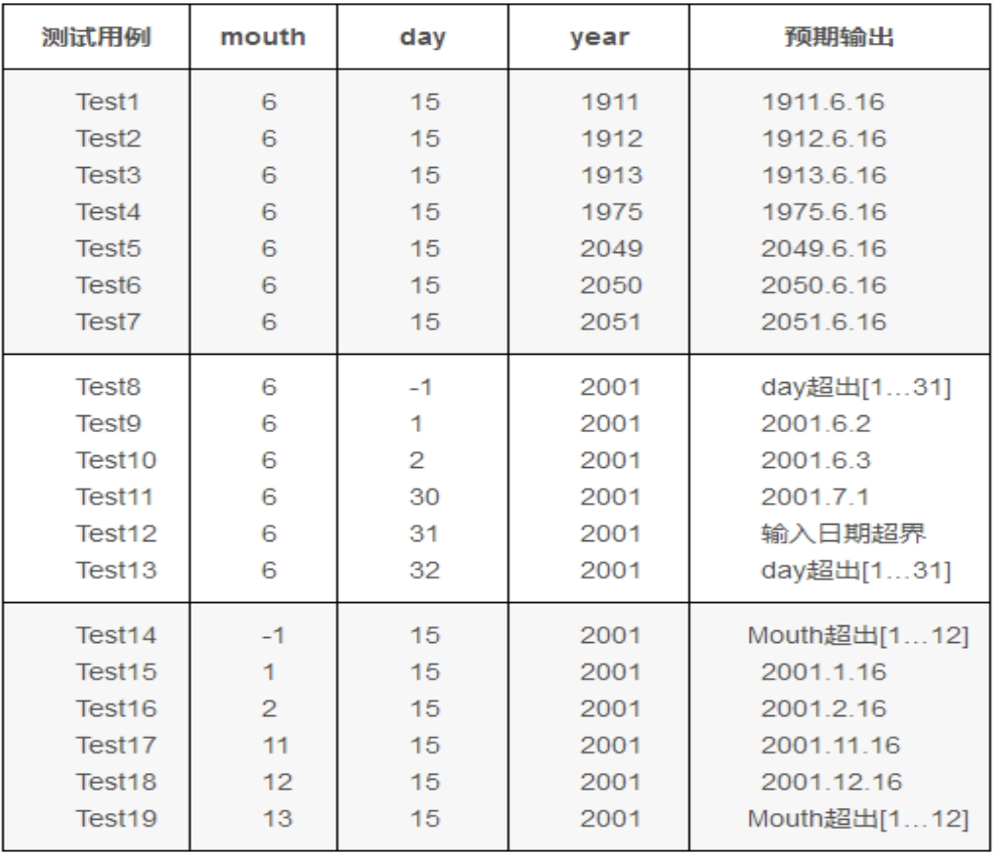 测试用例 mouth day year 预期输出
Test1 6 15 1911 1911.6.16
Test2 6 15 1912 1912.6.16
Test3 6 15 1913 1913.6.16
Test4 6 15 1975 1975.6.16
Test5 6 15 2049 2049.6.16
Test6 6 15 2050 2050.6.16
Test7 6 15 2051 2051.6.16
Test8 6 -1 2001 day超出[1…31]
Test9 6 1 2001 2001.6.2
Test10 6 2 2001 2001.6.3
Test11 6 30 2001 2001.7.1
Test12 6 31 2001 输入日期超界
Test13 6 32 2001 day超出[1…31]
Test14 -1 15 2001 Mouth超出[1…12]
Test15 1 15 2001 2001.1.16
Test16 2 15 2001 2001.2.16
Test17 11 15 2001 2001.11.16
Test18 12 15 2001 2001.12.16
Test19 13 15 2001 Mouth超出[1…12]